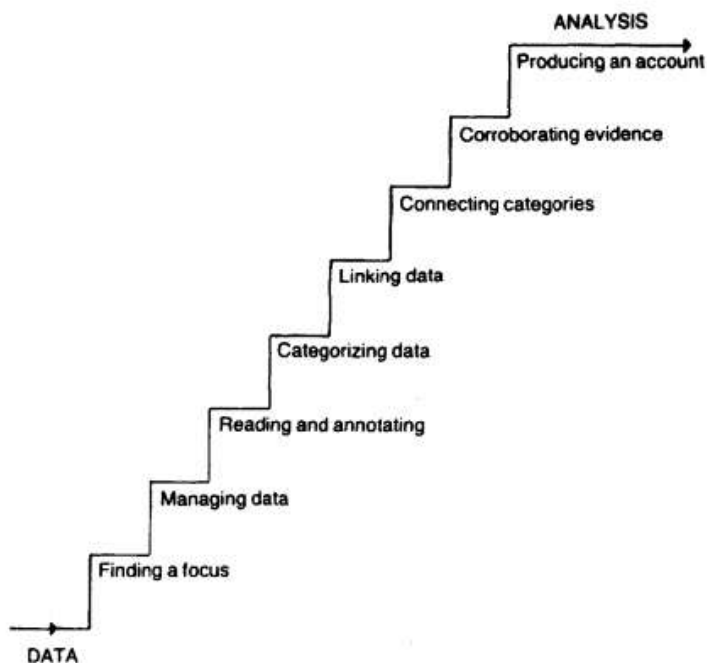 ANALYSIS
Producing an account
Corroborating evidence
Connecting categories
Linking data
Categorizing data
Reading and annotating
Managing data
Finding a focus
DATA